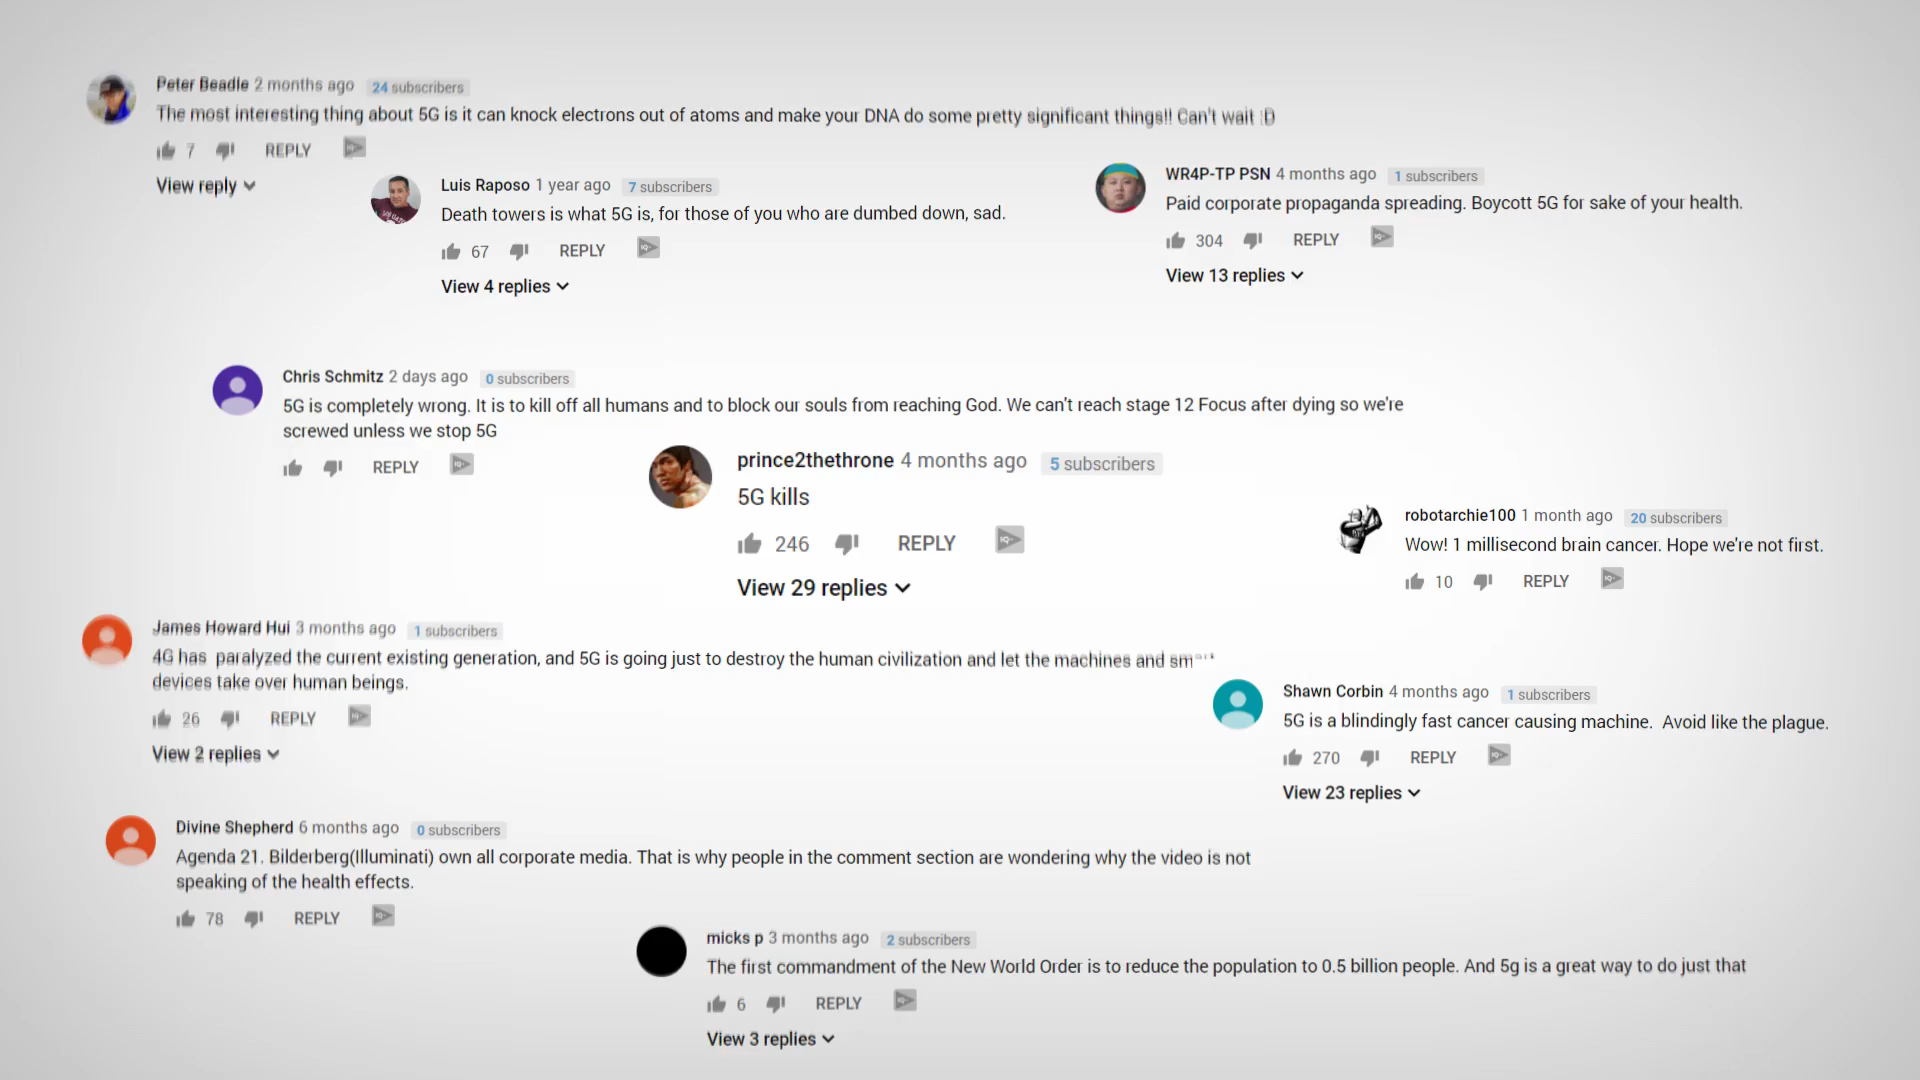 Peter Beadle 2 months ago 24 subscribers
The most interesting thing about 5G is it can knock electrons out of atoms and make your DNA do some pretty significant things!! Can't wait :D
7 REPLY
View reply
Luis Raposo 1 year ago 7 subscribers
Death towers is what 5G is, for those of you who are dumbed down, sad.
67 REPLY
View 4 replies
WR4P-TP PSN 4 months ago 1 subscribers
Paid corporate propaganda spreading. Boycott 5G for sake of your health.
304 REPLY
View 13 replies
Chris Schmitz 2 days ago 0 subscribers
5G is completely wrong. It is to kill off all humans and to block our souls from reaching God. We can't reach stage 12 Focus after dying so we're
screwed unless we stop 5G
REPLY
prince2thethrone 4 months ago 5 subscribers
5G kills
246 REPLY
View 29 replies
robotarchie100 1 month ago 20 subscribers
Wow! 1 millisecond brain cancer. Hope we're not first.
10 REPLY
James Howard Hui 3 months ago 1 subscribers
4G has paralyzed the current existing generation, and 5G is going just to destroy the human civilization and let the machines and smart
devices take over human beings.
26 REPLY
View 2 replies
Shawn Corbin 4 months ago 1 subscribers
5G is a blindingly fast cancer causing machine. Avoid like the plague.
270 REPLY
View 23 replies
Divine Shepherd 6 months ago 0 subscribers
Agenda 21. Bilderberg(Illuminati) own all corporate media. That is why people in the comment section are wondering why the video is not
speaking of the health effects.
78 REPLY
micks p 3 months ago 2 subscribers
The first commandment of the New World Order is to reduce the population to 0.5 billion people. And 5g is a great way to do just that
6 REPLY
View 3 replies